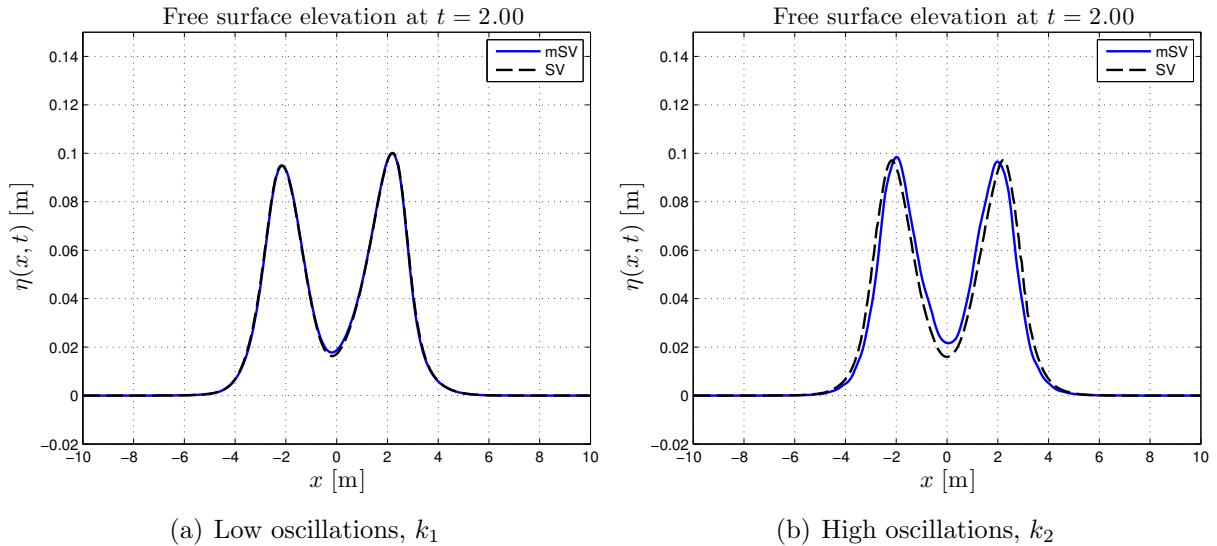 Free surface elevation at t = 2.00
mSV
SV
0.14
0.12
0.1
0.08
0.06
0.04
0.02
0
−0.02
η(x, t) [m]
−10 −8 −6 −4 −2 0 2 4 6 8 10
x [m]
(a) Low oscillations, k₁
Free surface elevation at t = 2.00
mSV
SV
0.14
0.12
0.1
0.08
0.06
0.04
0.02
0
−0.02
η(x, t) [m]
−10 −8 −6 −4 −2 0 2 4 6 8 10
x [m]
(b) High oscillations, k₂